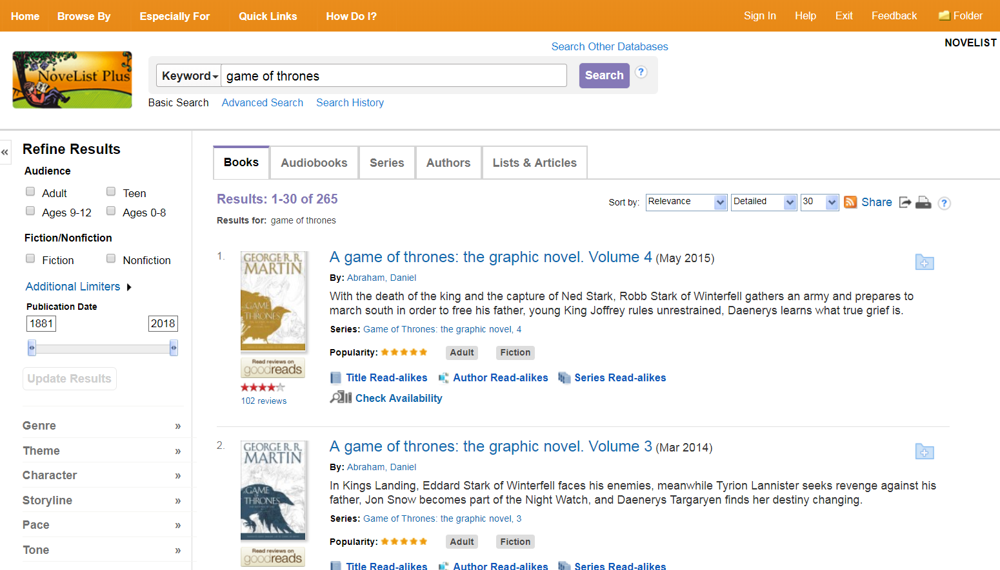 Home Browse By Especially For Quick Links How Do I? Sign In Help Exit Feedback Folder
NOVELIST
Search Other Databases
NoveList Plus
Keyword game of thrones Search ?
Basic Search Advanced Search Search History
«
Refine Results
Audience
Adult Teen
Ages 9-12 Ages 0-8
Fiction/Nonfiction
Fiction Nonfiction
Additional Limiters
Publication Date
1881 2018
Update Results
Genre »
Theme »
Character »
Storyline »
Pace »
Tone »
Books Audiobooks Series Authors Lists & Articles
Results: 1-30 of 265
Sort by: Relevance Detailed 30 Share ?
Results for: game of thrones
1.
GEORGE R. R.
MARTIN
A GAME
OF
THRONES
Read reviews on
goodreads
102 reviews
A game of thrones: the graphic novel. Volume 4 (May 2015)
By: Abraham, Daniel
With the death of the king and the capture of Ned Stark, Robb Stark of Winterfell gathers an army and prepares to
march south in order to free his father, young King Joffrey rules unrestrained, Daenerys learns what true grief is.
Series: Game of Thrones: the graphic novel, 4
Popularity: Adult Fiction
Title Read-alikes Author Read-alikes Series Read-alikes
Check Availability
2.
GEORGE R. R.
MARTIN
A GAME
OF
THRONES
Read reviews on
goodreads
A game of thrones: the graphic novel. Volume 3 (Mar 2014)
By: Abraham, Daniel
In Kings Landing, Eddard Stark of Winterfell faces his enemies, meanwhile Tyrion Lannister seeks revenge against his
father, Jon Snow becomes part of the Night Watch, and Daenerys Targaryen finds her destiny changing.
Series: Game of Thrones: the graphic novel, 3
Popularity: Adult Fiction
Title Read-alikes Author Read-alikes Series Read-alikes